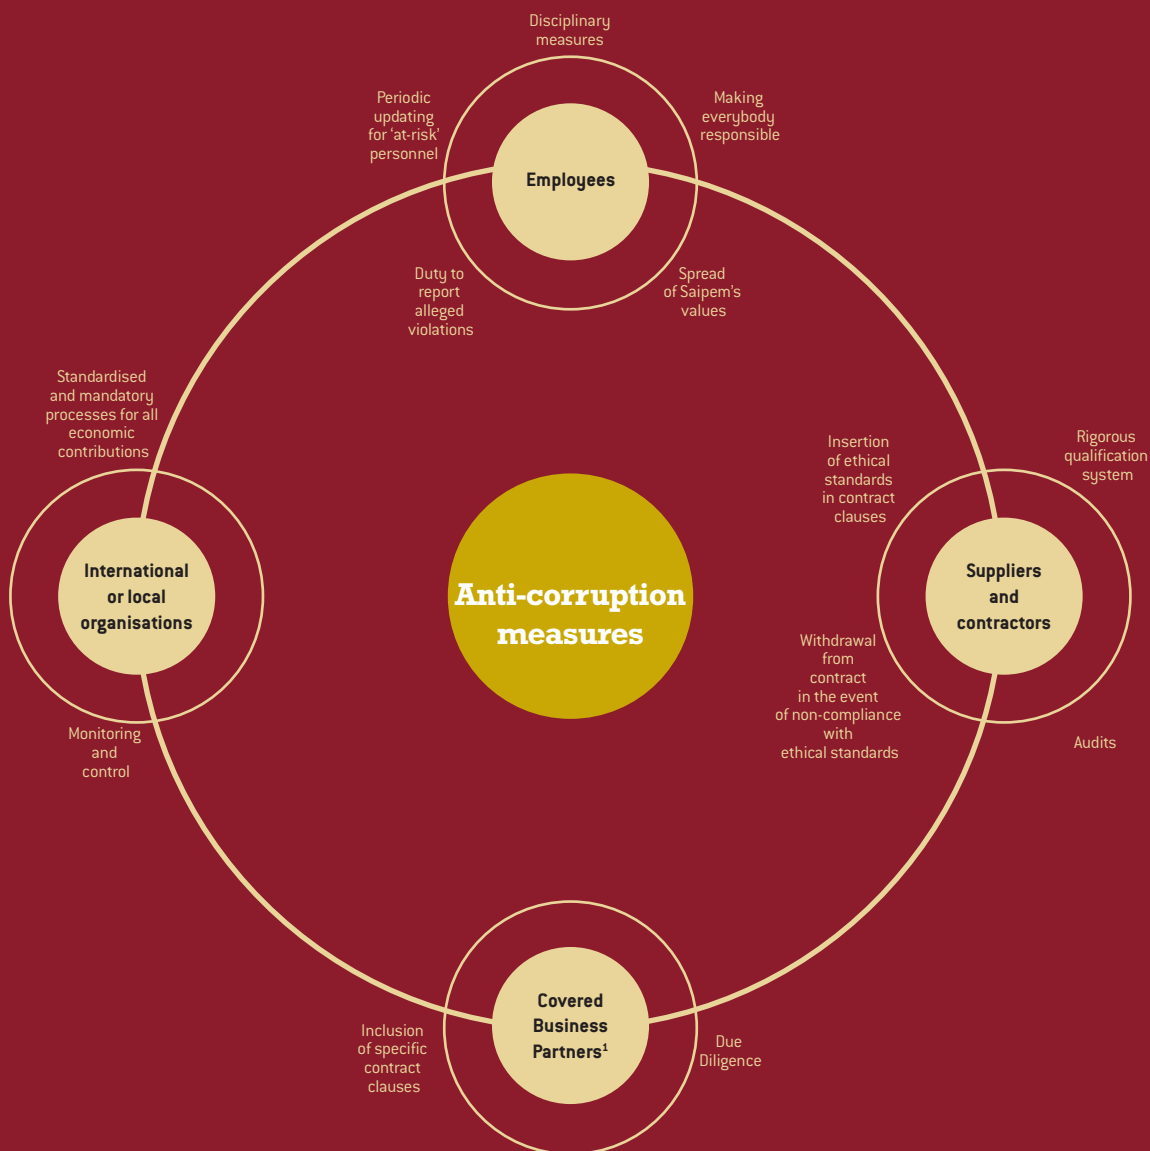 Disciplinary
measures
Periodic
updating
for ‘at-risk’
personnel
Making
everybody
responsible
Employees
Duty to
report
alleged
violations
Spread
of Saipem’s
values
Standardised
and mandatory
processes for all
economic
contributions
International
or local
organisations
Monitoring
and
control
Anti-corruption
measures
Insertion
of ethical
standards
in contract
clauses
Rigorous
qualification
system
Suppliers
and
contractors
Withdrawal
from
contract
in the event
of non-compliance
with
ethical standards
Audits
Covered
Business
Partners¹
Inclusion
of specific
contract
clauses
Due
Diligence